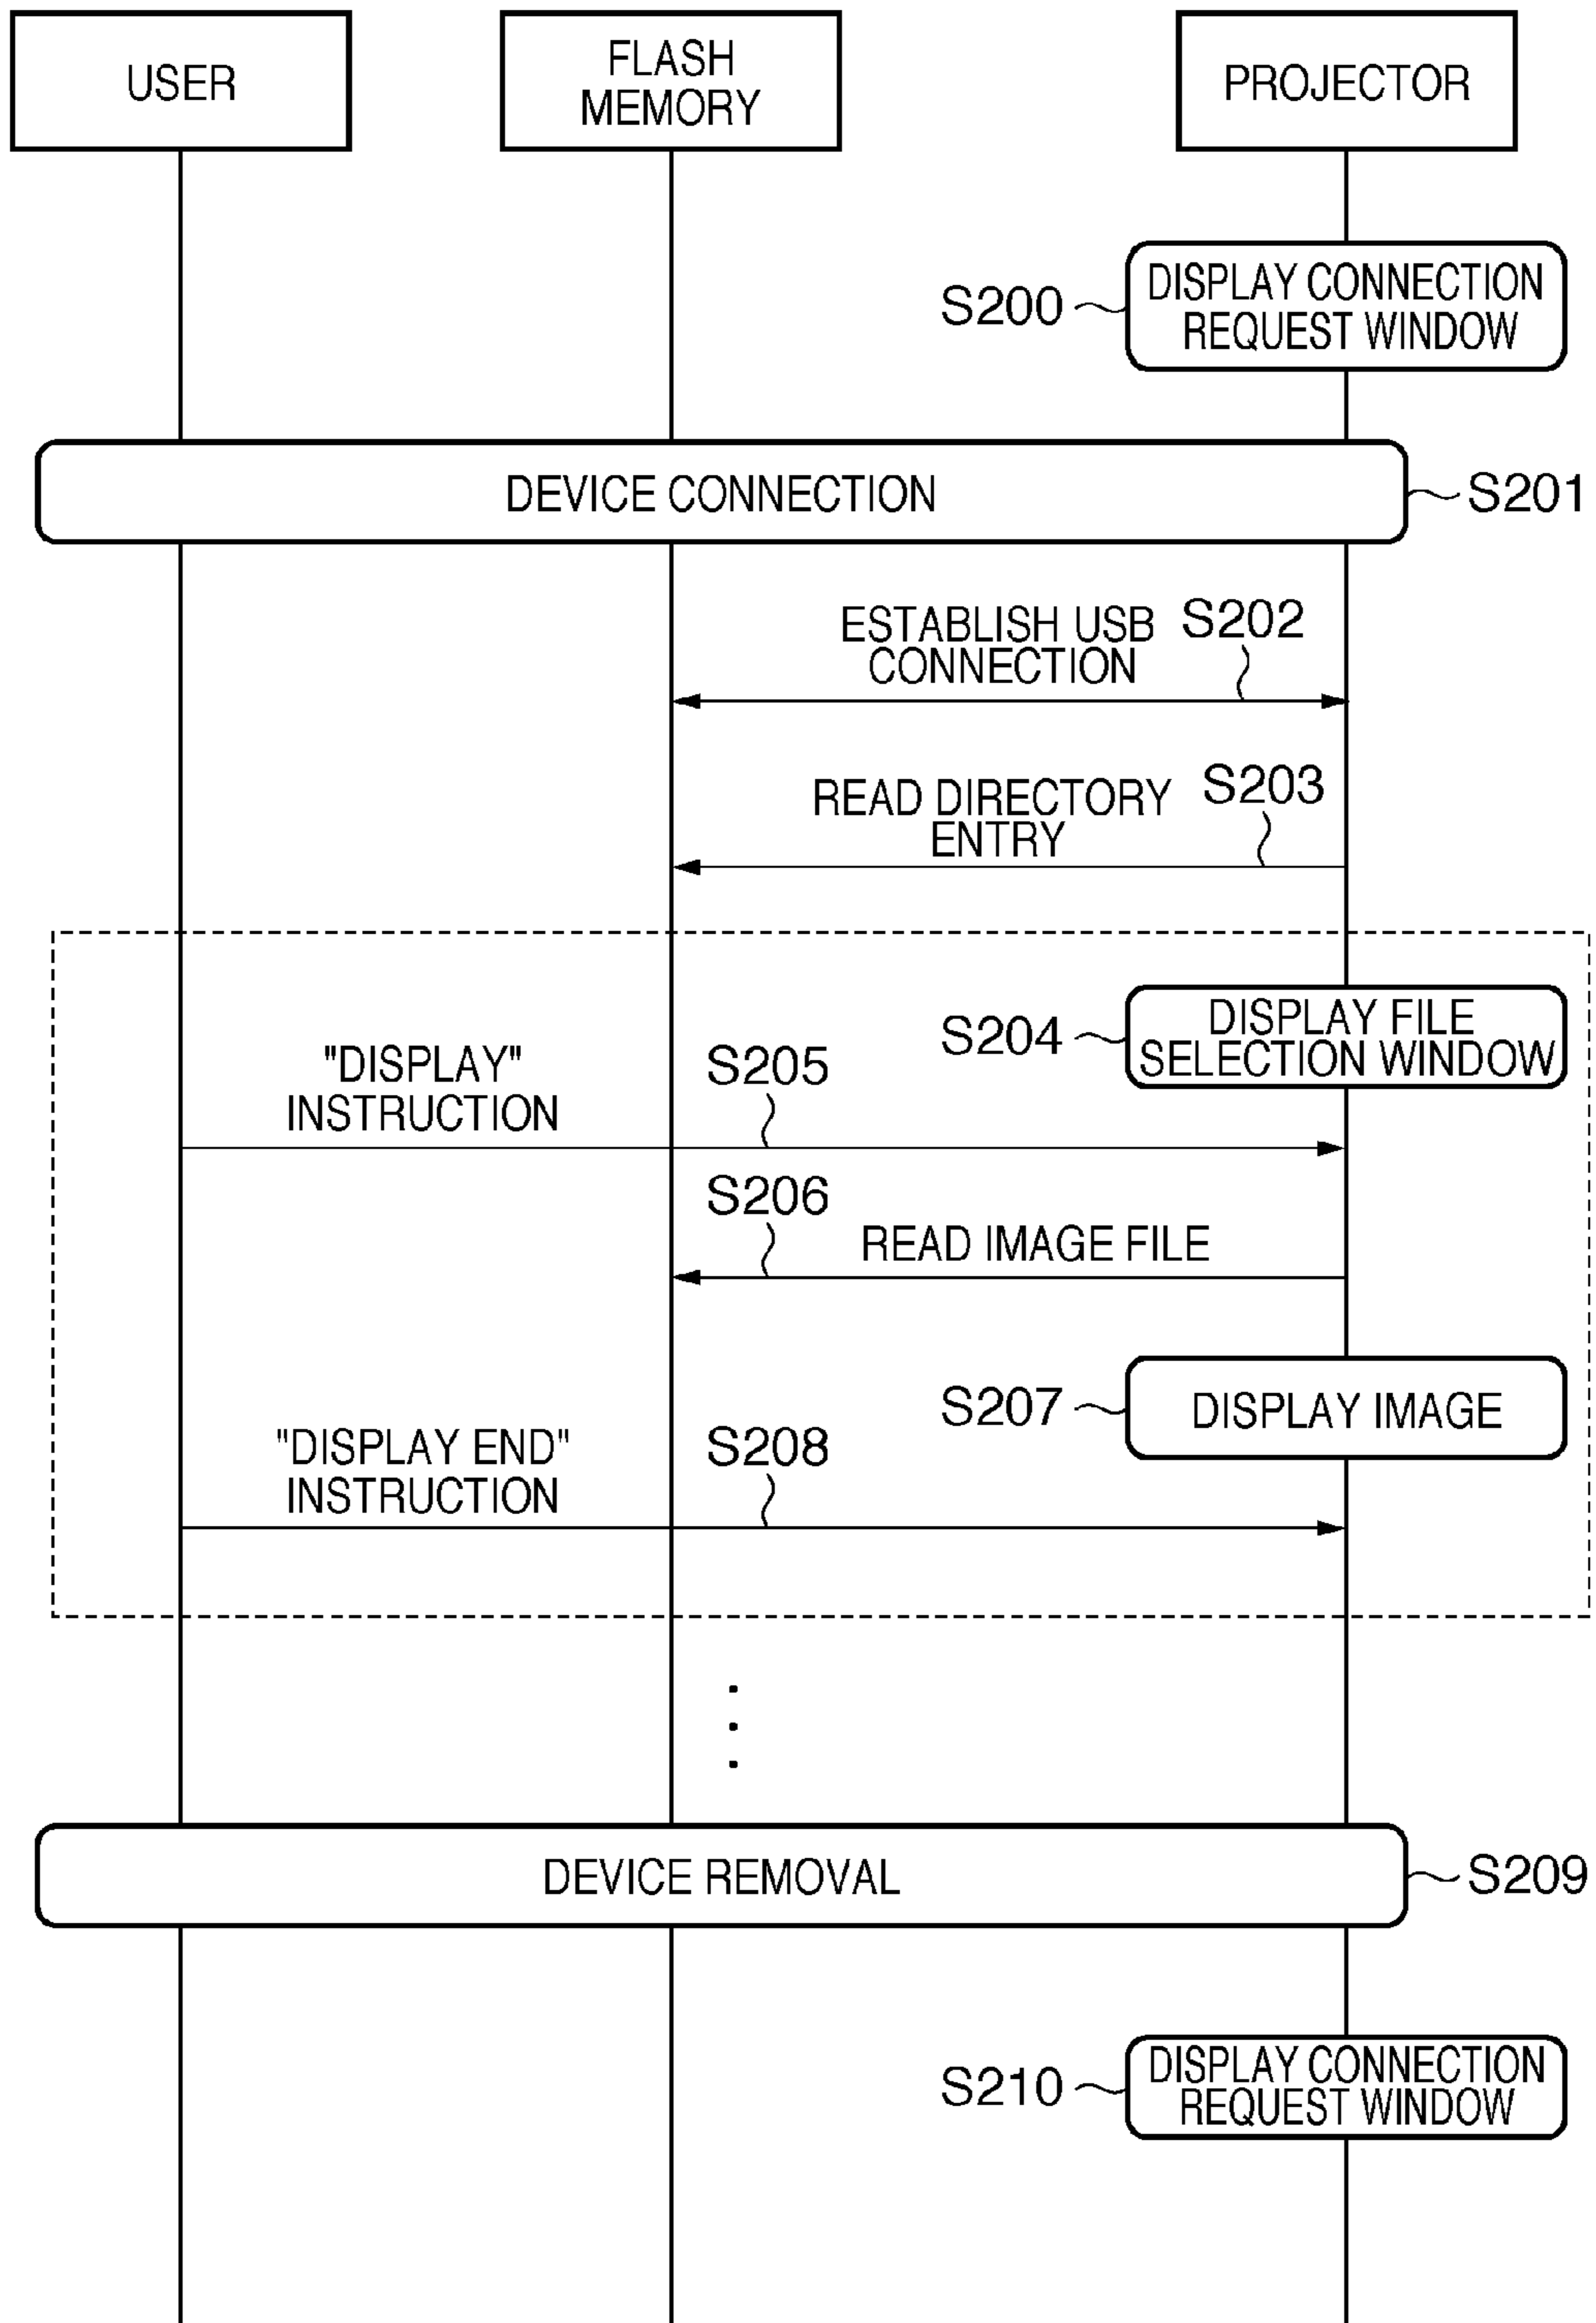 USER
FLASH
MEMORY
PROJECTOR
S200
DISPLAY CONNECTION
REQUEST WINDOW
DEVICE CONNECTION
S201
ESTABLISH USB
CONNECTION
S202
READ DIRECTORY
ENTRY
S203
S204
DISPLAY FILE
SELECTION WINDOW
"DISPLAY"
INSTRUCTION
S205
S206
READ IMAGE FILE
S207
DISPLAY IMAGE
"DISPLAY END"
INSTRUCTION
S208
DEVICE REMOVAL
S209
S210
DISPLAY CONNECTION
REQUEST WINDOW